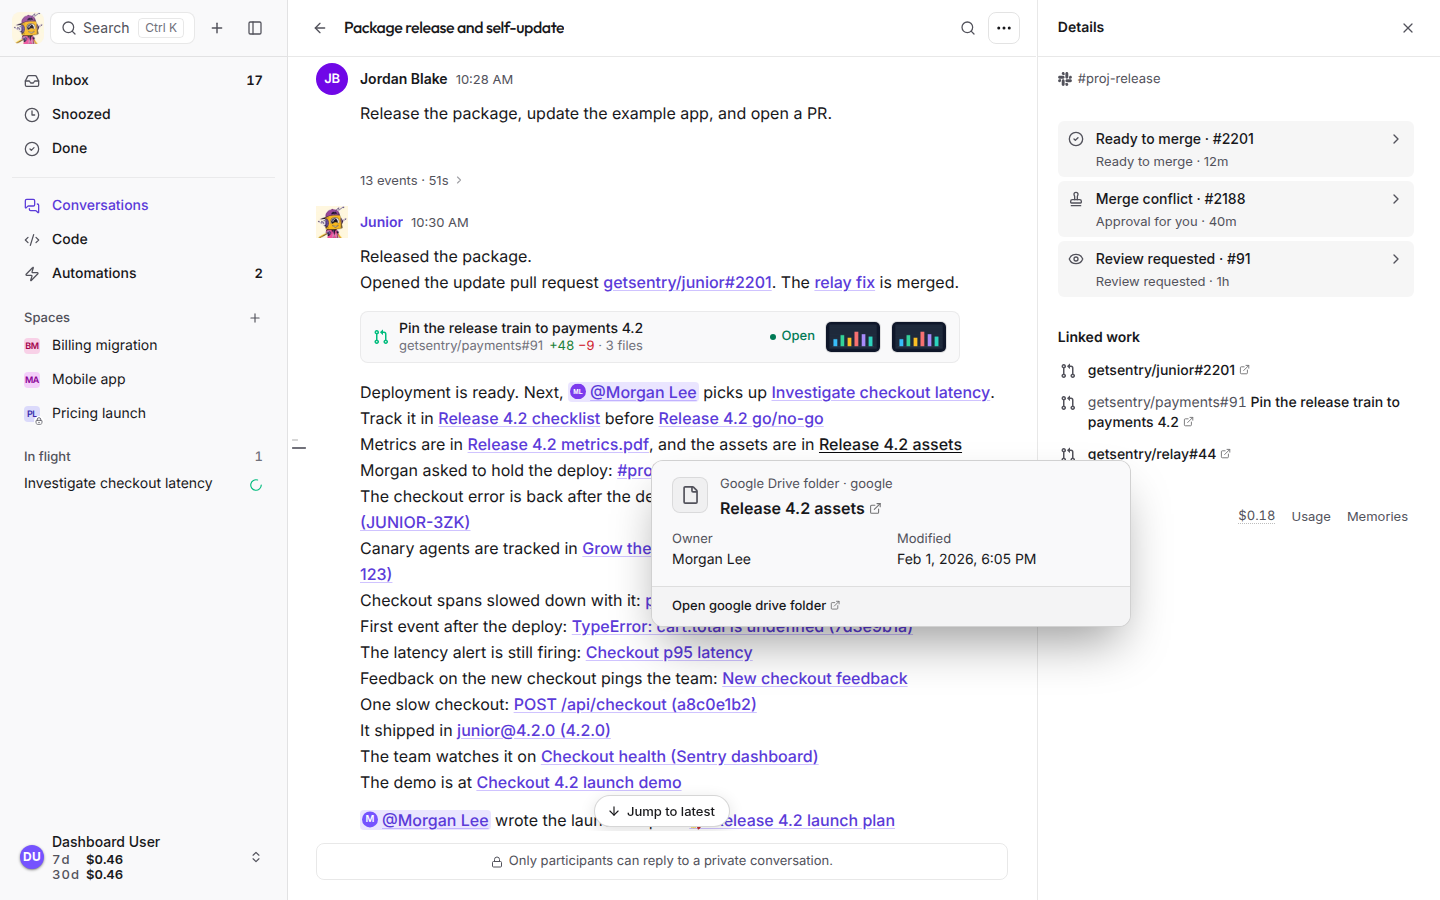 Search
Ctrl K
Inbox
17
Snoozed
Done
Conversations
Code
Automations
2
Spaces
BM
Billing migration
MA
Mobile app
PL
Pricing launch
In flight
1
Investigate checkout latency
DU
Dashboard User
7d $0.46
30d $0.46
Package release and self-update
JB
Jordan Blake 10:28 AM
Release the package, update the example app, and open a PR.
13 events · 51s
Junior 10:30 AM
Released the package.
Opened the update pull request getsentry/junior#2201. The relay fix is merged.
Pin the release train to payments 4.2
getsentry/payments#91 +48 −9 · 3 files
Open
Deployment is ready. Next, ML @Morgan Lee picks up Investigate checkout latency.
Track it in Release 4.2 checklist before Release 4.2 go/no-go
Metrics are in Release 4.2 metrics.pdf, and the assets are in Release 4.2 assets
Morgan asked to hold the deploy: #pro
The checkout error is back after the de
(JUNIOR-3ZK)
Canary agents are tracked in Grow the
123)
Checkout spans slowed down with it: p
First event after the deploy: TypeError: cart.total is undefined (7d3e9b1a)
The latency alert is still firing: Checkout p95 latency
Feedback on the new checkout pings the team: New checkout feedback
One slow checkout: POST /api/checkout (a8c0e1b2)
It shipped in junior@4.2.0 (4.2.0)
The team watches it on Checkout health (Sentry dashboard)
The demo is at Checkout 4.2 launch demo
M @Morgan Lee wrote the laun
elease 4.2 launch plan
Jump to latest
Only participants can reply to a private conversation.
Google Drive folder · google
Release 4.2 assets
Owner
Morgan Lee
Modified
Feb 1, 2026, 6:05 PM
Open google drive folder
Details
#proj-release
Ready to merge · #2201
Ready to merge · 12m
Merge conflict · #2188
Approval for you · 40m
Review requested · #91
Review requested · 1h
Linked work
getsentry/junior#2201
getsentry/payments#91 Pin the release train to
payments 4.2
getsentry/relay#44
$0.18
Usage
Memories